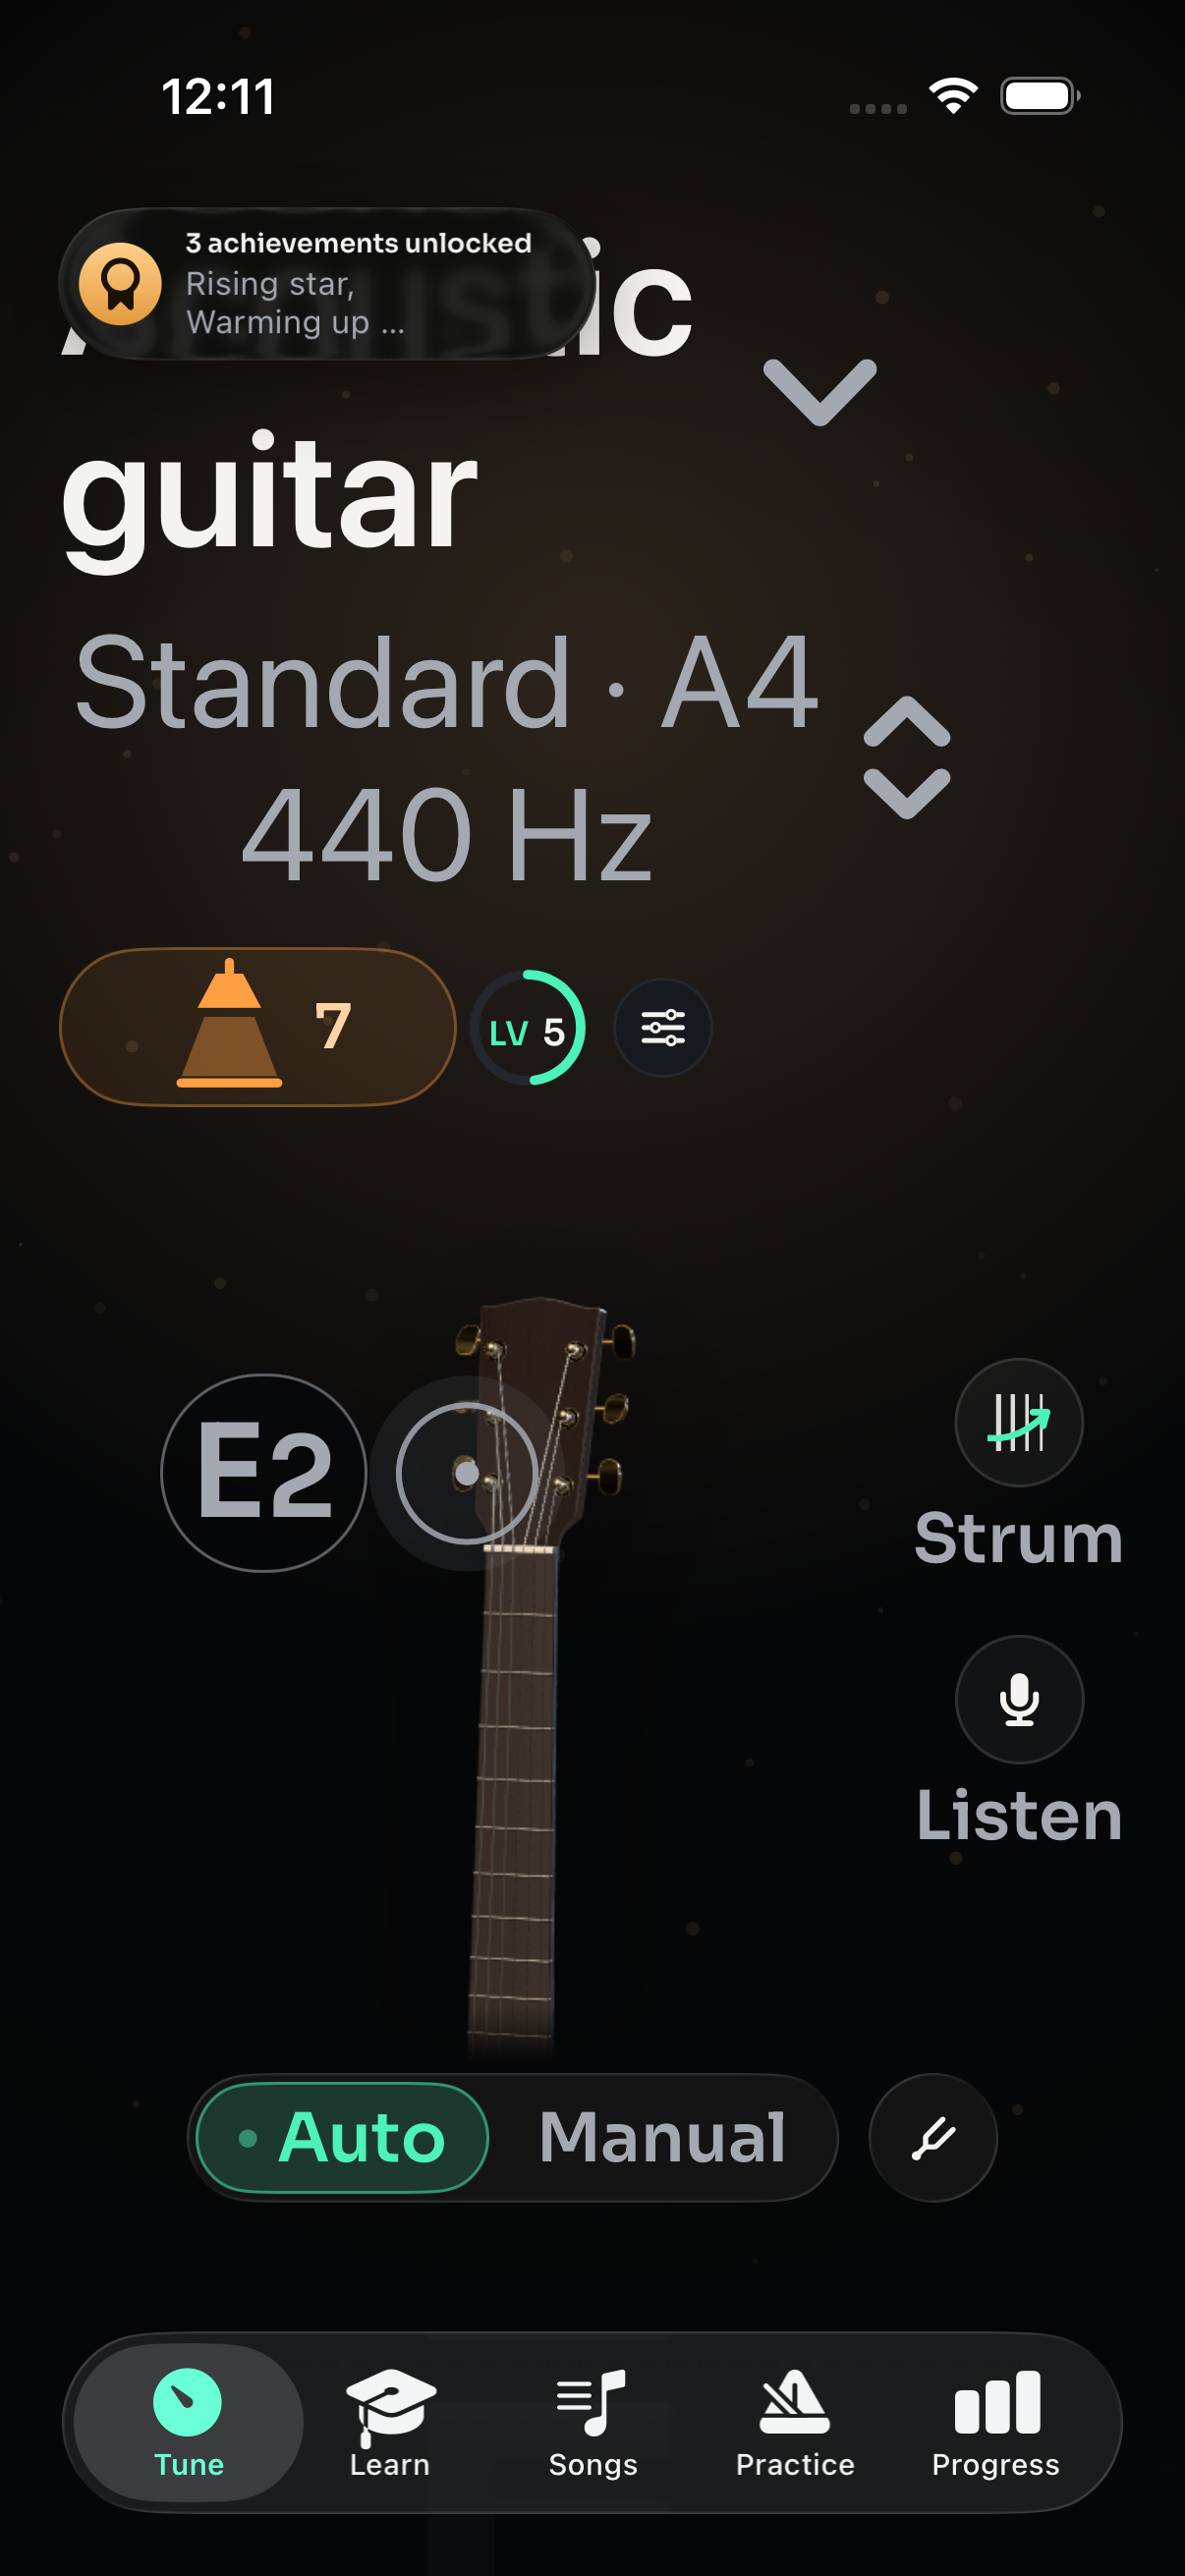 12:11
3 achievements unlocked
Rising star,
Warming up ...
guitar
Standard · A4
440 Hz
7
LV 5
E2
Strum
Listen
Auto
Manual
Tune
Learn
Songs
Practice
Progress